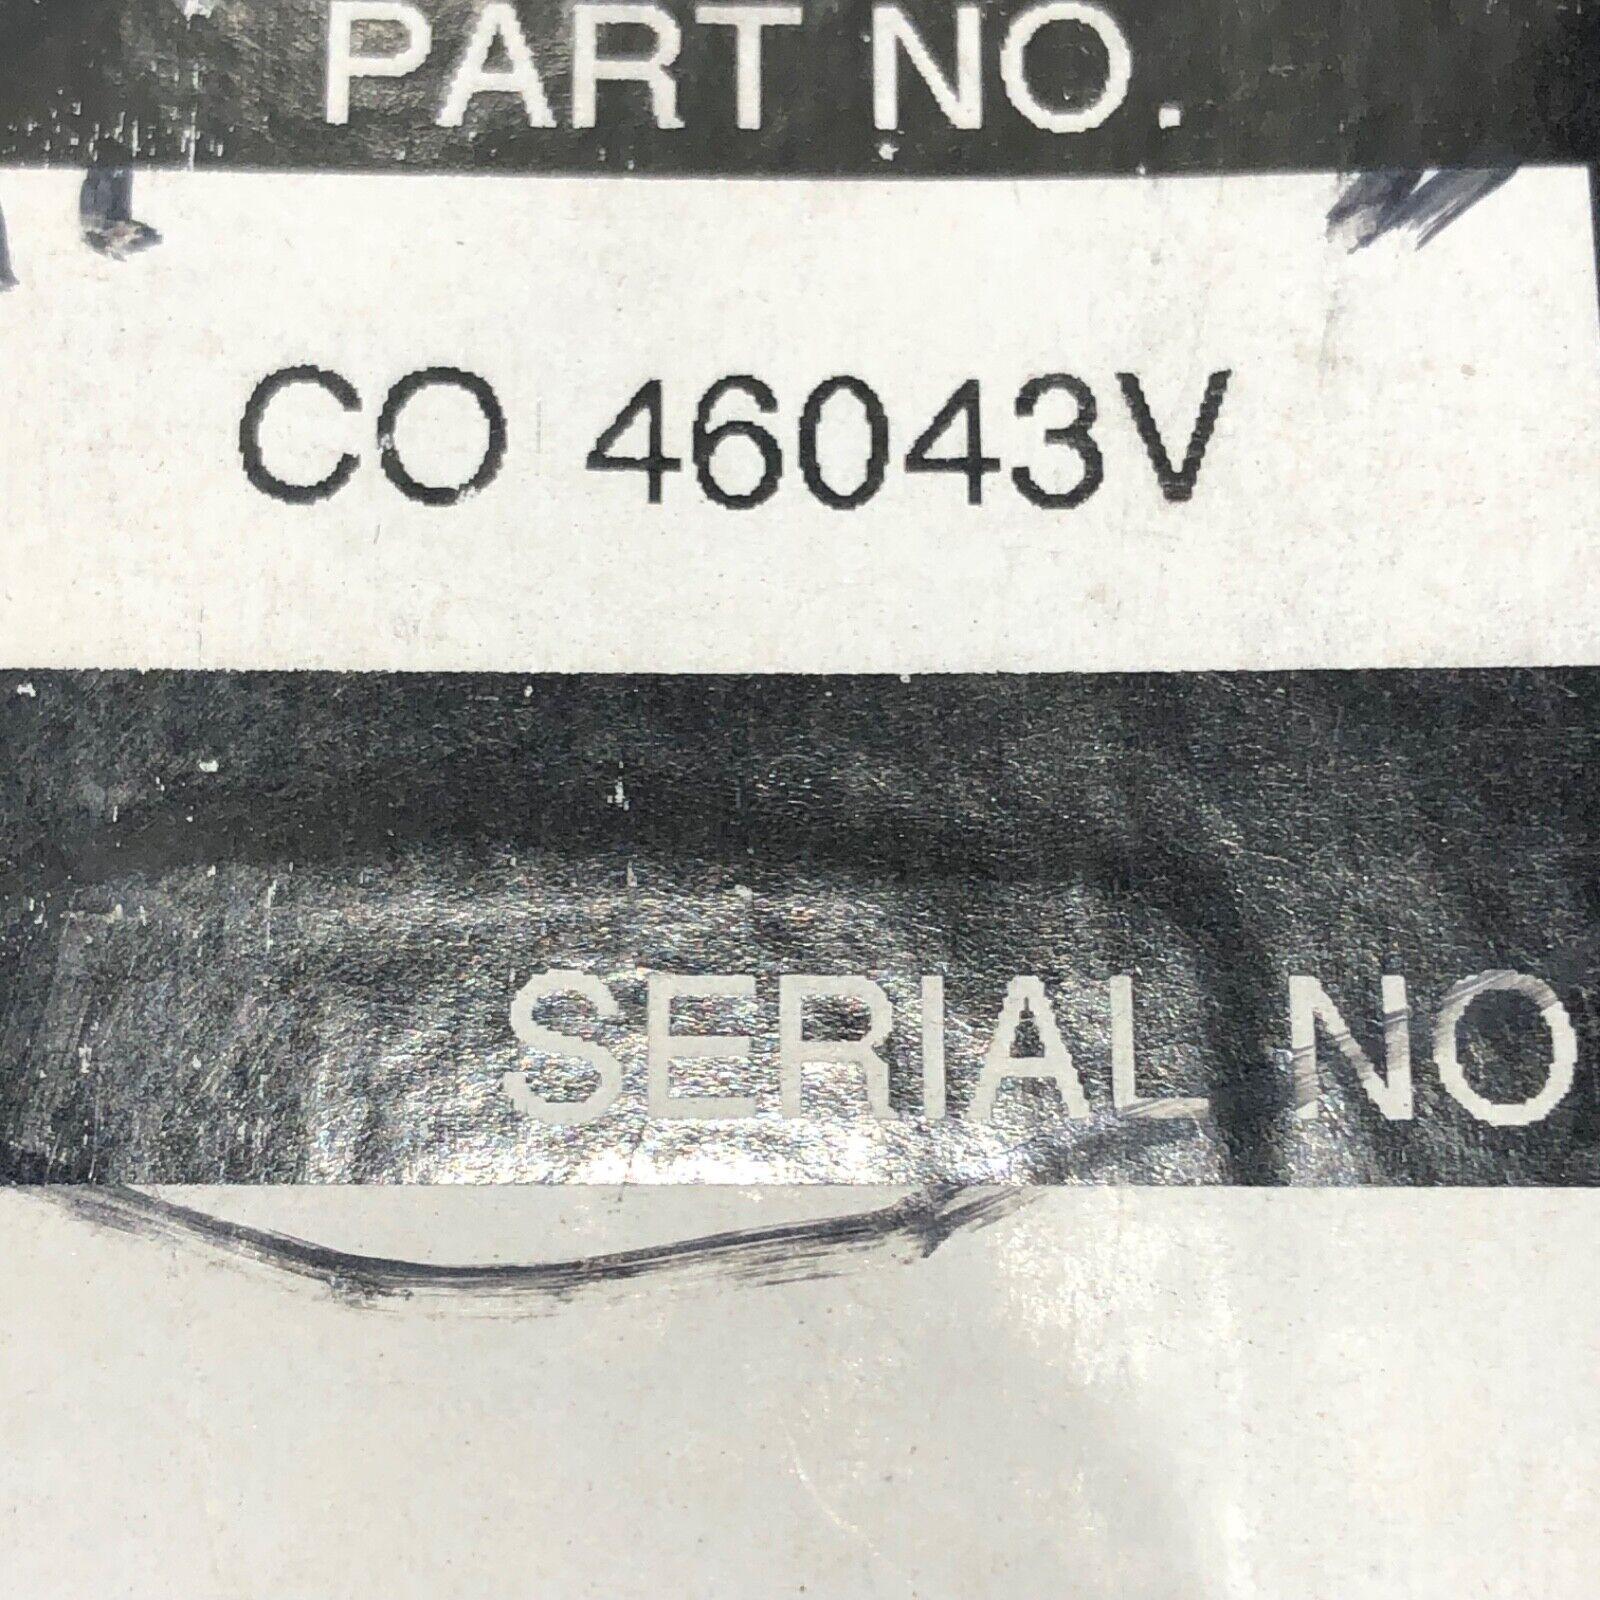 PART NO.
CO 46043V
SERIAL NO